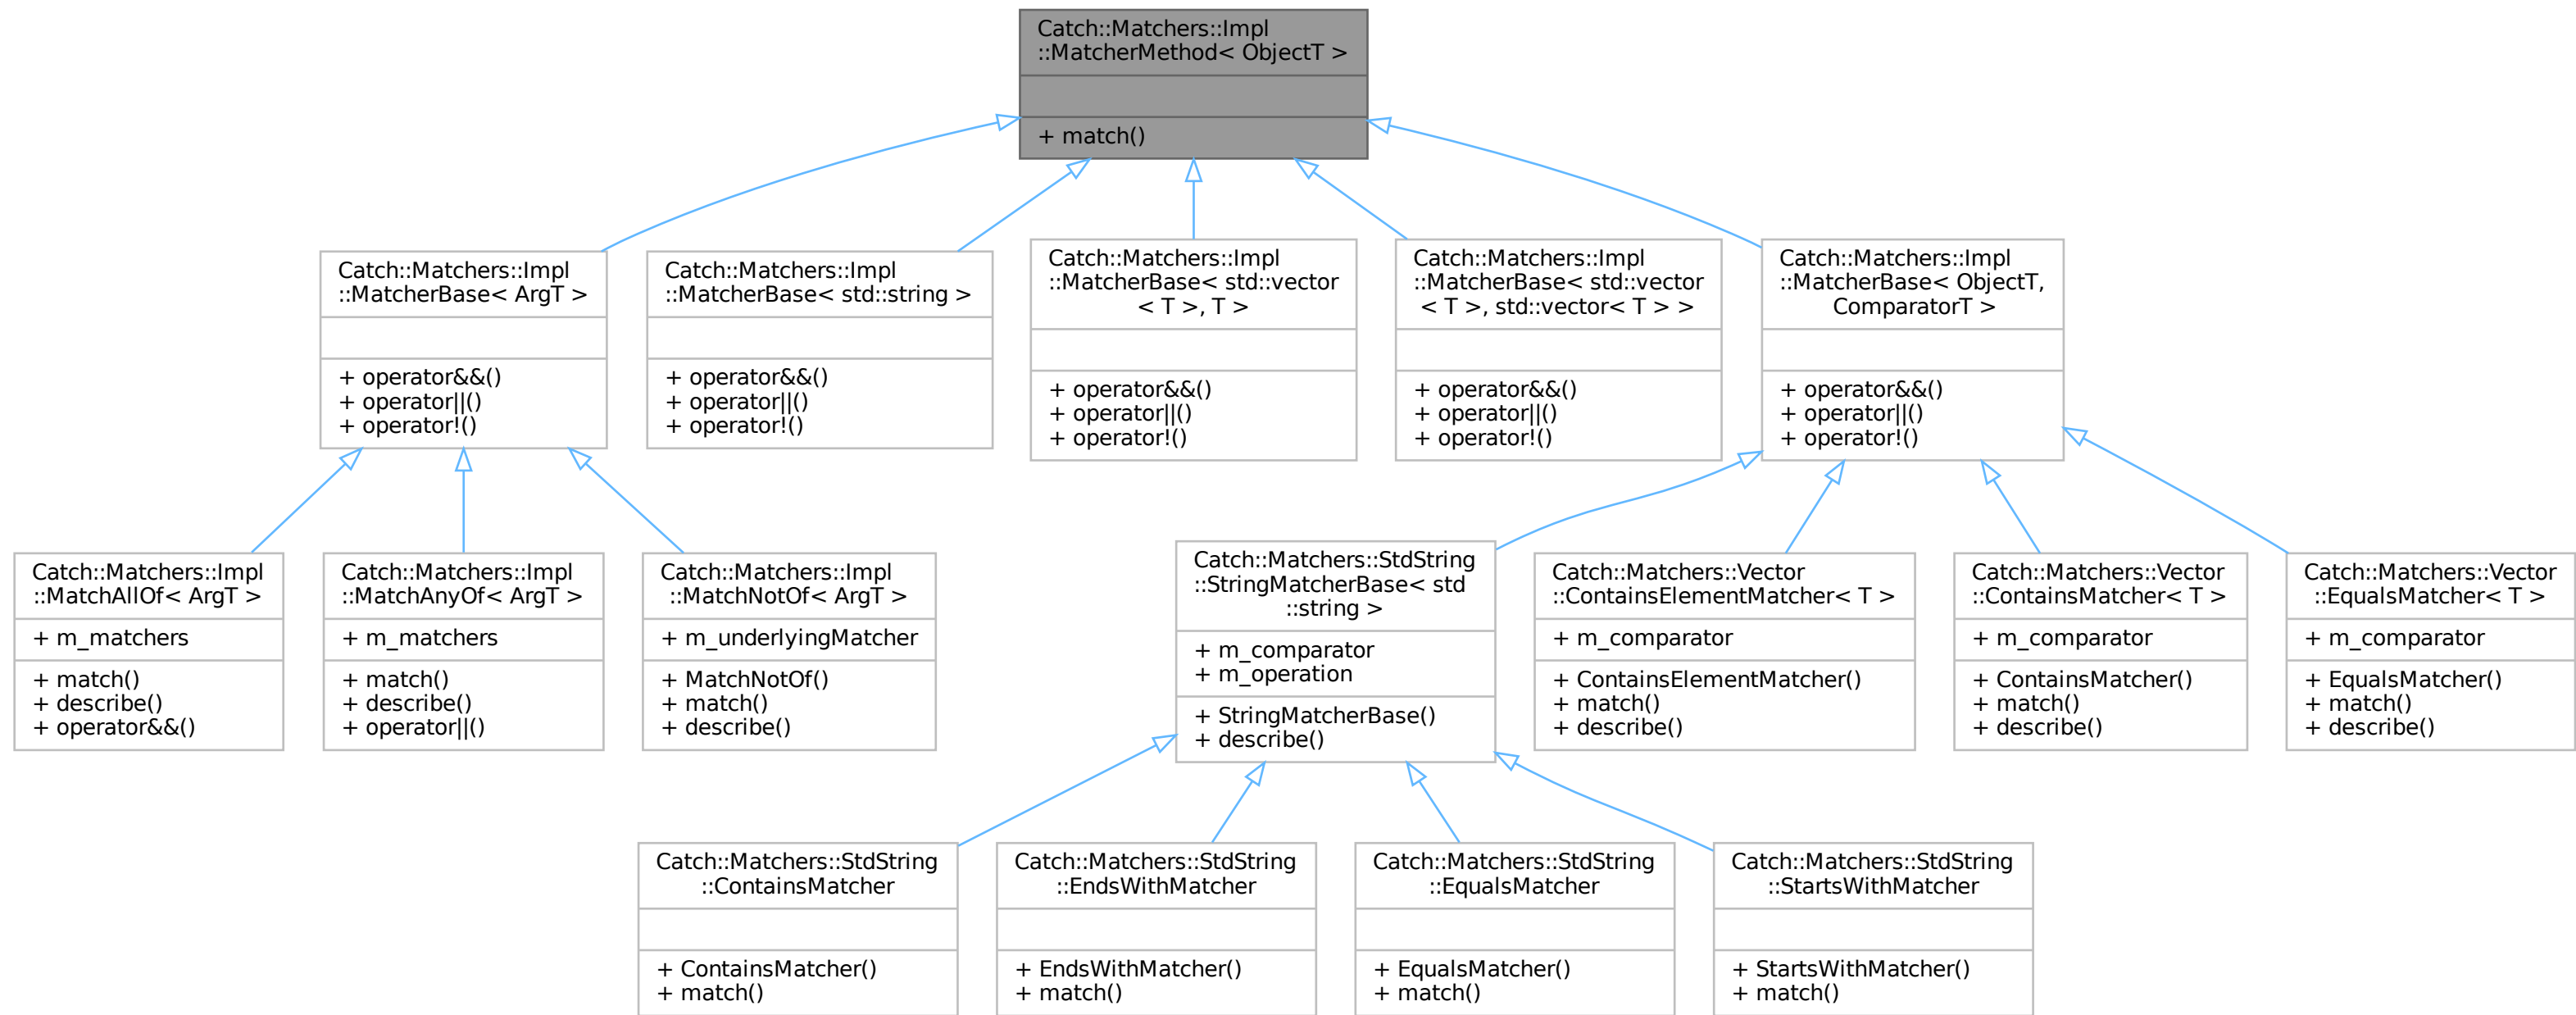 Catch::Matchers::Impl
::MatcherMethod< ObjectT >
+ match()
Catch::Matchers::Impl
::MatcherBase< ArgT >
+ operator&&()
+ operator||()
+ operator!()
Catch::Matchers::Impl
::MatcherBase< std::string >
+ operator&&()
+ operator||()
+ operator!()
Catch::Matchers::Impl
::MatcherBase< std::vector
< T >, T >
+ operator&&()
+ operator||()
+ operator!()
Catch::Matchers::Impl
::MatcherBase< std::vector
< T >, std::vector< T > >
+ operator&&()
+ operator||()
+ operator!()
Catch::Matchers::Impl
::MatcherBase< ObjectT,
ComparatorT >
+ operator&&()
+ operator||()
+ operator!()
Catch::Matchers::Impl
::MatchAllOf< ArgT >
+ m_matchers
+ match()
+ describe()
+ operator&&()
Catch::Matchers::Impl
::MatchAnyOf< ArgT >
+ m_matchers
+ match()
+ describe()
+ operator||()
Catch::Matchers::Impl
::MatchNotOf< ArgT >
+ m_underlyingMatcher
+ MatchNotOf()
+ match()
+ describe()
Catch::Matchers::StdString
::StringMatcherBase< std
::string >
+ m_comparator
+ m_operation
+ StringMatcherBase()
+ describe()
Catch::Matchers::Vector
::ContainsElementMatcher< T >
+ m_comparator
+ ContainsElementMatcher()
+ match()
+ describe()
Catch::Matchers::Vector
::ContainsMatcher< T >
+ m_comparator
+ ContainsMatcher()
+ match()
+ describe()
Catch::Matchers::Vector
::EqualsMatcher< T >
+ m_comparator
+ EqualsMatcher()
+ match()
+ describe()
Catch::Matchers::StdString
::ContainsMatcher
+ ContainsMatcher()
+ match()
Catch::Matchers::StdString
::EndsWithMatcher
+ EndsWithMatcher()
+ match()
Catch::Matchers::StdString
::EqualsMatcher
+ EqualsMatcher()
+ match()
Catch::Matchers::StdString
::StartsWithMatcher
+ StartsWithMatcher()
+ match()